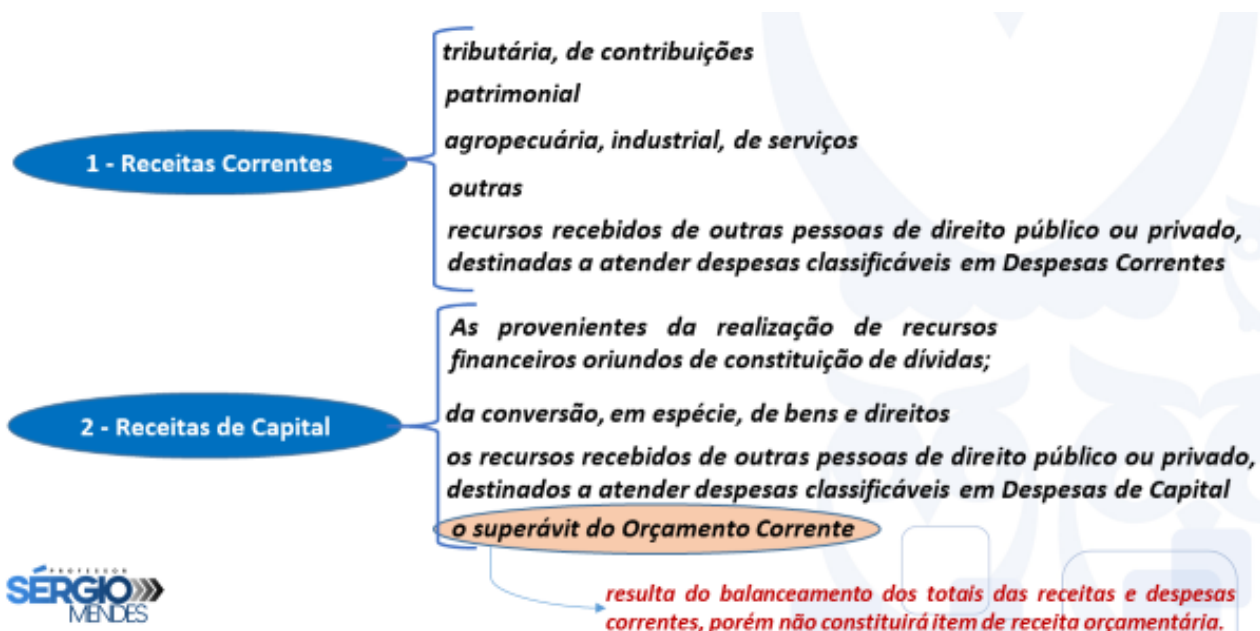 tributária, de contribuições
patrimonial
agropecuária, industrial, de serviços
outras
recursos recebidos de outras pessoas de direito público ou privado,
destinadas a atender despesas classificáveis em Despesas Correntes
1 - Receitas Correntes
As provenientes da realização de recursos
financeiros oriundos de constituição de dívidas;
da conversão, em espécie, de bens e direitos
os recursos recebidos de outras pessoas de direito público ou privado,
destinados a atender despesas classificáveis em Despesas de Capital
o superávit do Orçamento Corrente
2 - Receitas de Capital
resulta do balanceamento dos totais das receitas e despesas
correntes, porém não constituirá item de receita orçamentária.
PROFESSOR
SÉRGIO
MENDES